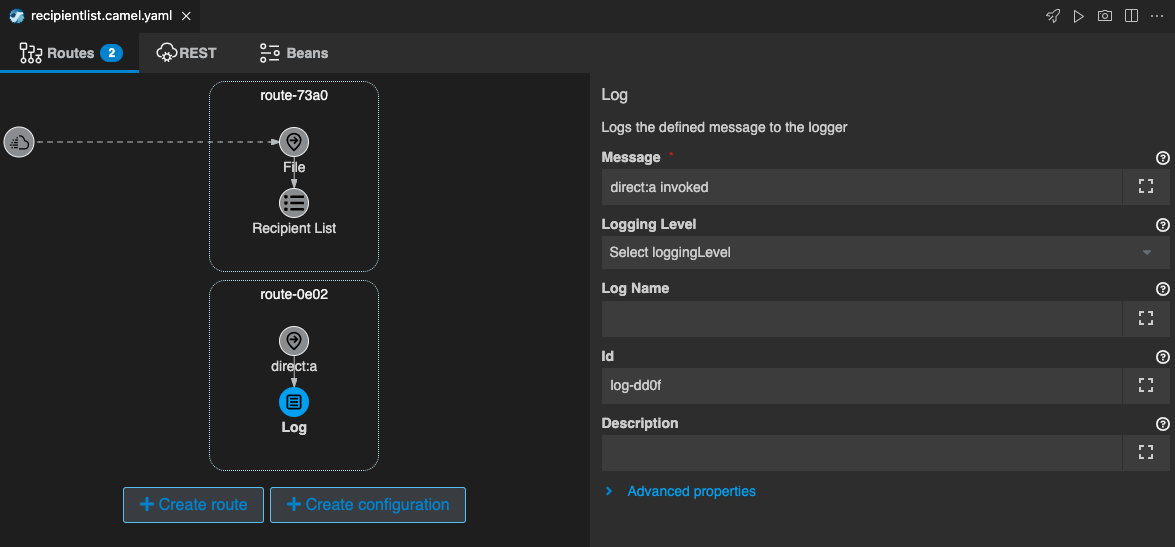 recipientlist.camel.yaml
Routes 2 REST Beans
route-73a0
File
Recipient List
route-0e02
direct:a
Log
Create route Create configuration
Log
Logs the defined message to the logger
Message *
direct:a invoked
Logging Level
Select loggingLevel
Log Name
Id
log-dd0f
Description
Advanced properties